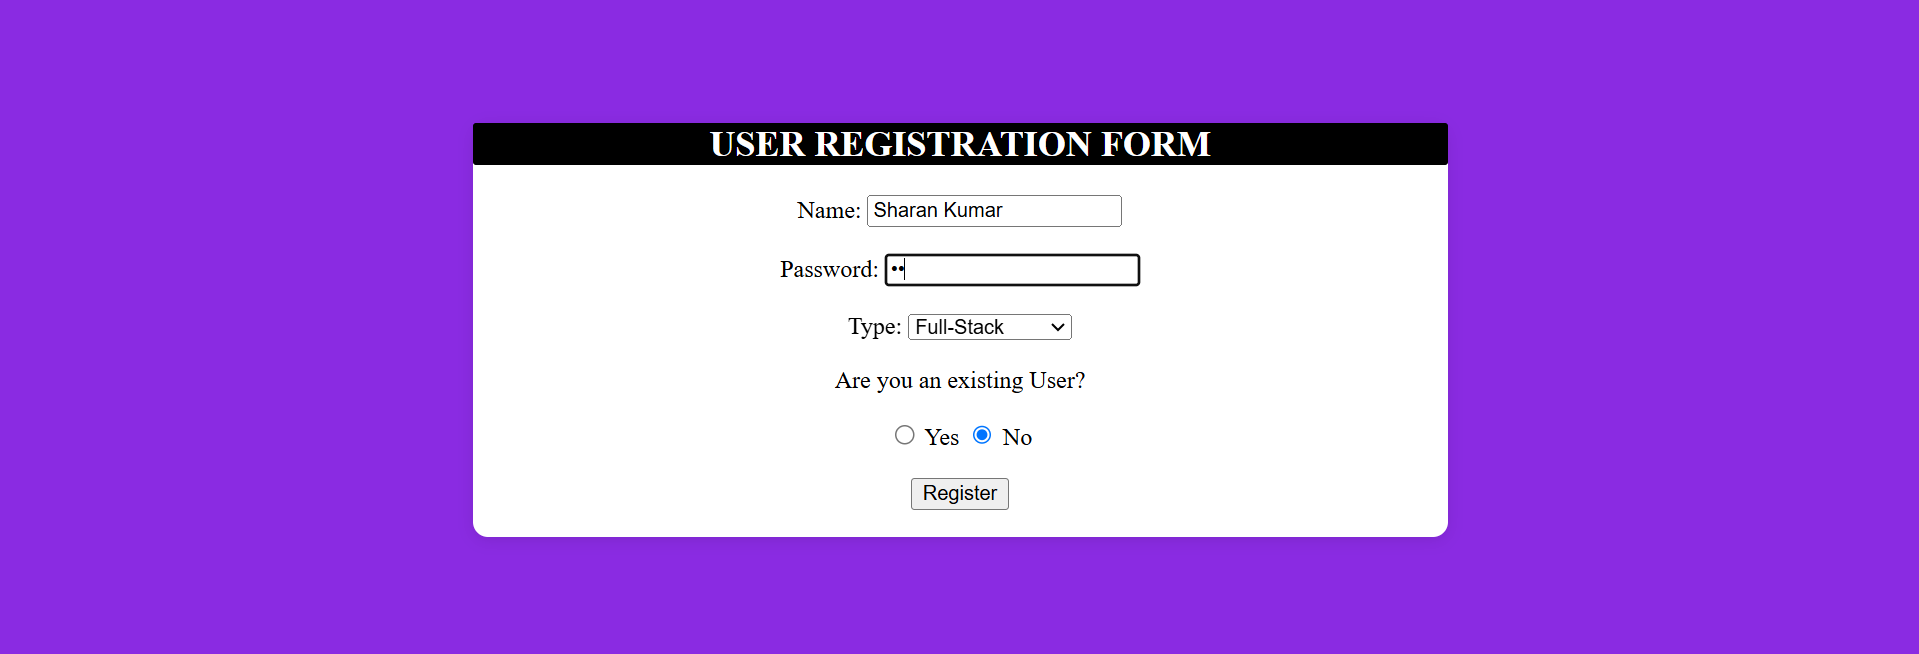 USER REGISTRATION FORM
Name: Sharan Kumar
Password: ••
Type: Full-Stack
Are you an existing User?
Yes No
Register